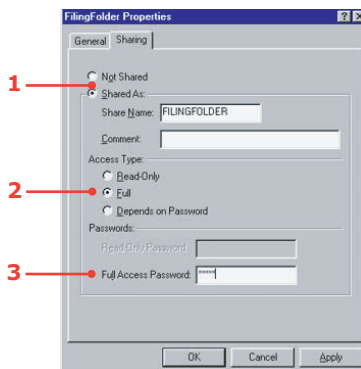 FilingFolder Properties
General Sharing
1
Not Shared
Shared As:
Share Name: FILINGFOLDER
Comment:
Access Type:
Read-Only
2
Full
Depends on Password
Passwords:
Read-Only Password:
3
Full Access Password: *****
OK Cancel Apply